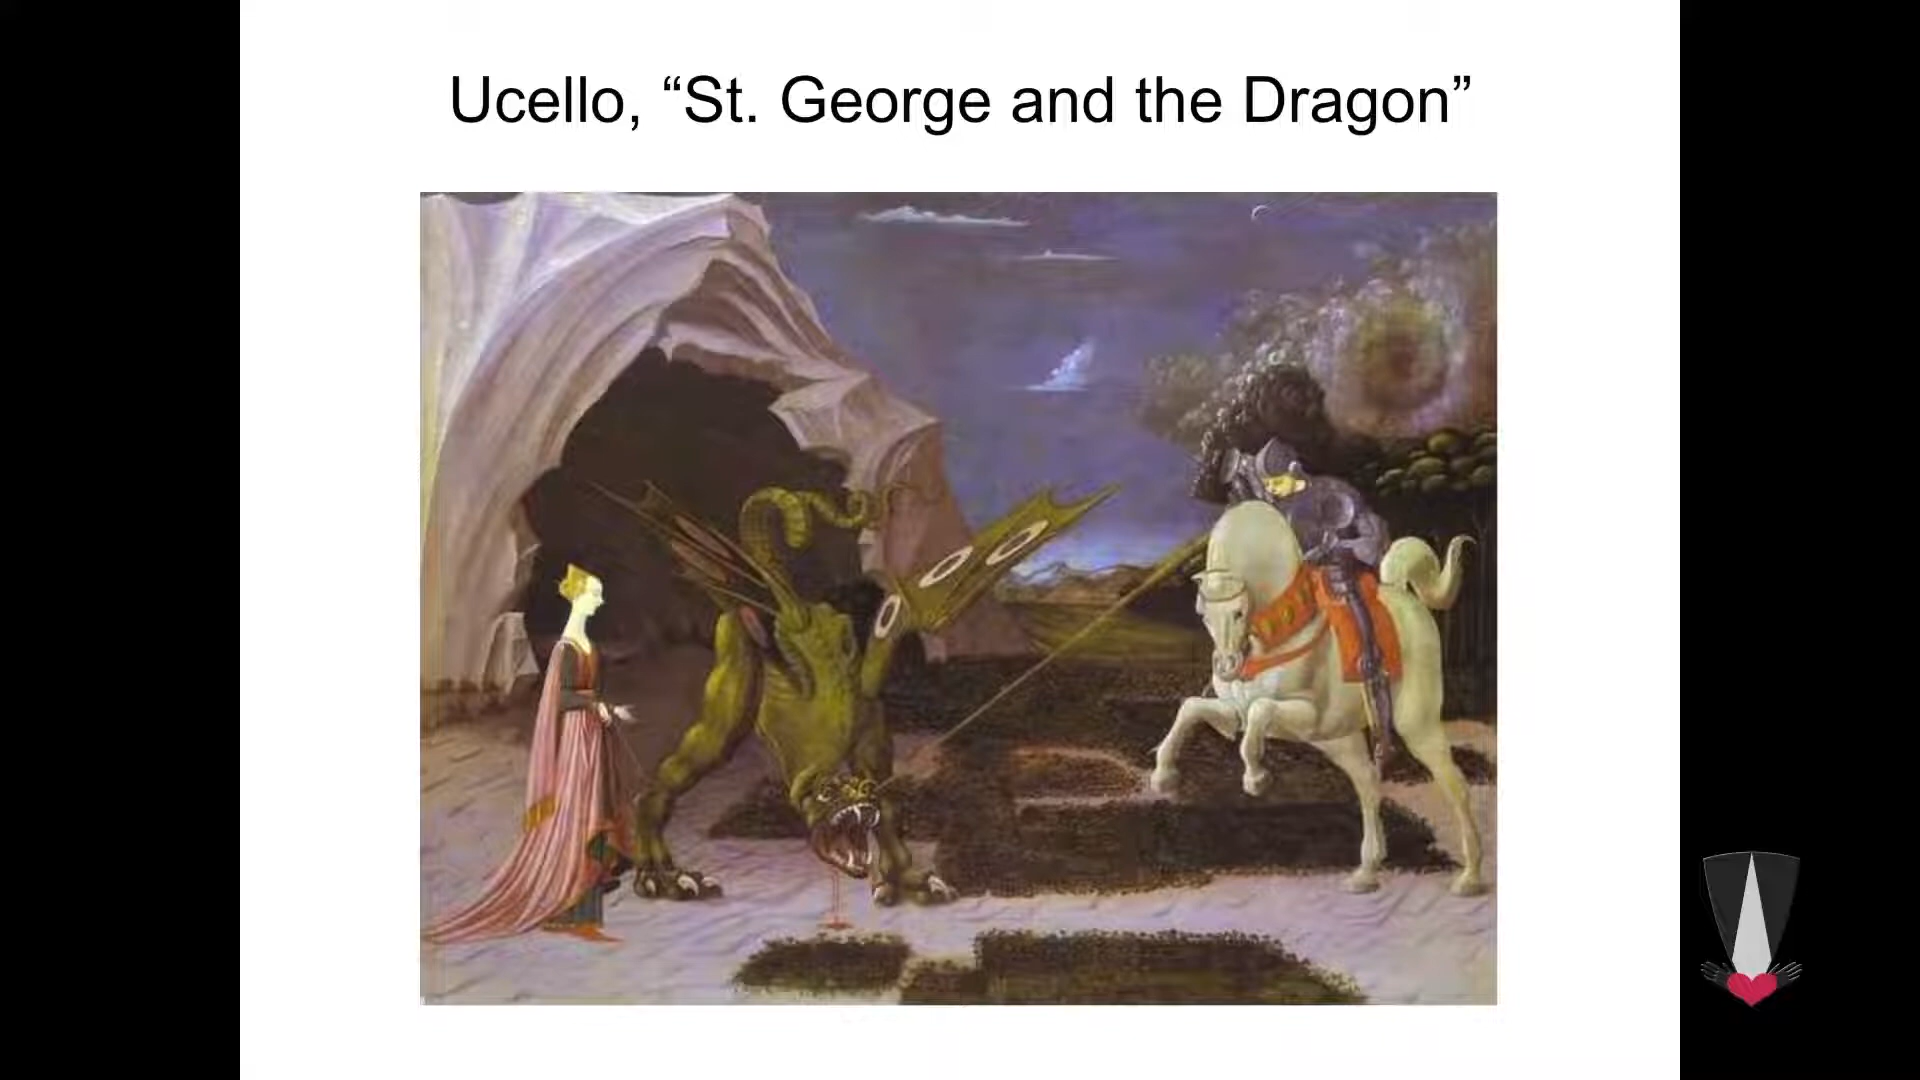 Ucello, “St. George and the Dragon”